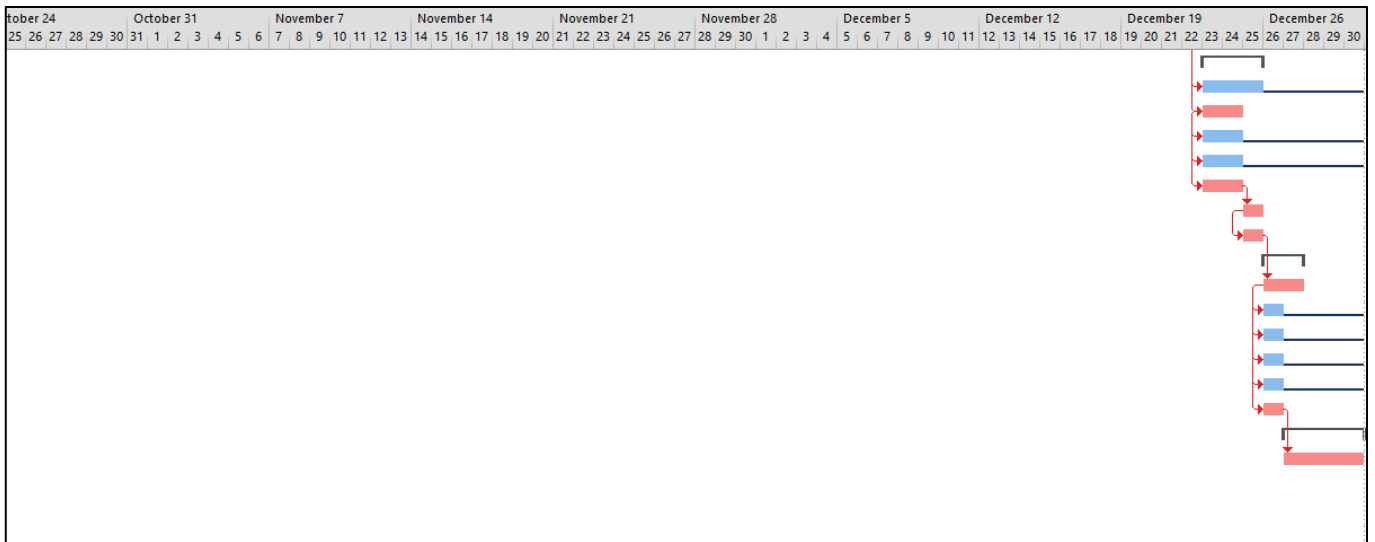 tober 24 October 31 November 7 November 14 November 21 November 28 December 5 December 12 December 19 December 26
25 26 27 28 29 30 31 1 2 3 4 5 6 7 8 9 10 11 12 13 14 15 16 17 18 19 20 21 22 23 24 25 26 27 28 29 30 1 2 3 4 5 6 7 8 9 10 11 12 13 14 15 16 17 18 19 20 21 22 23 24 25 26 27 28 29 30